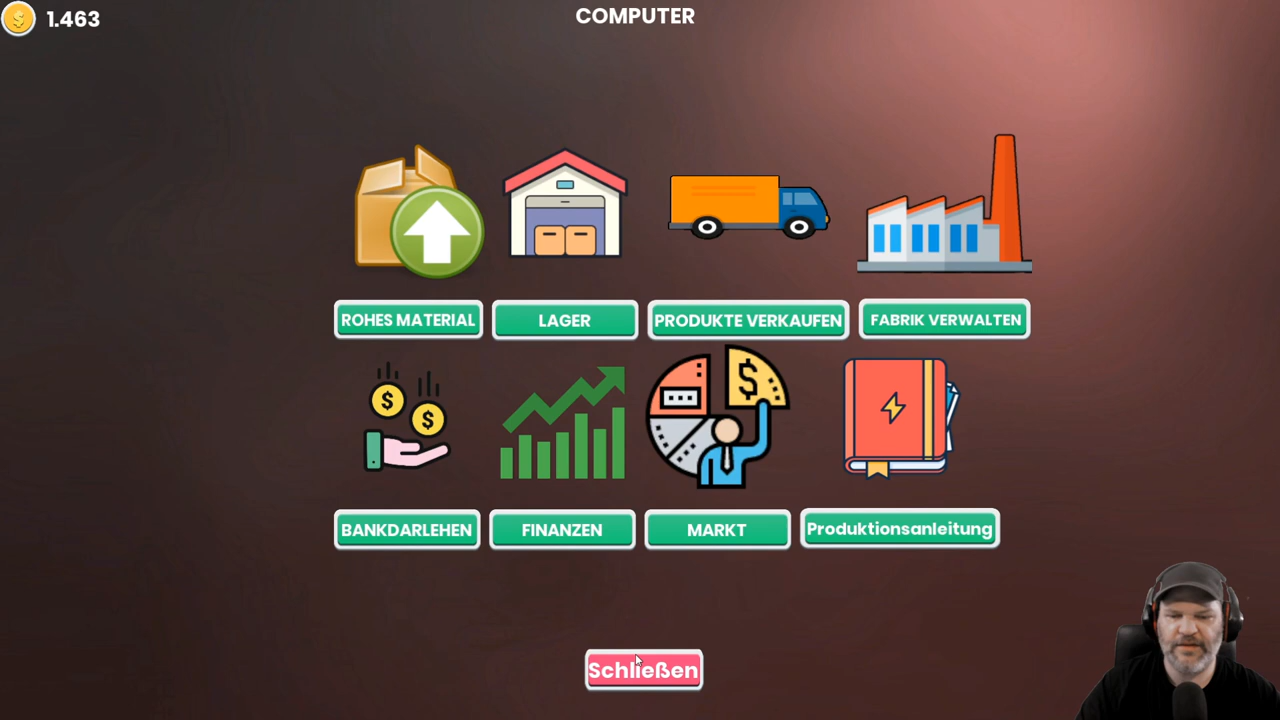 1.463
COMPUTER
ROHES MATERIAL
LAGER
PRODUKTE VERKAUFEN
FABRIK VERWALTEN
BANKDARLEHEN
FINANZEN
MARKT
Produktionsanleitung
Schließen